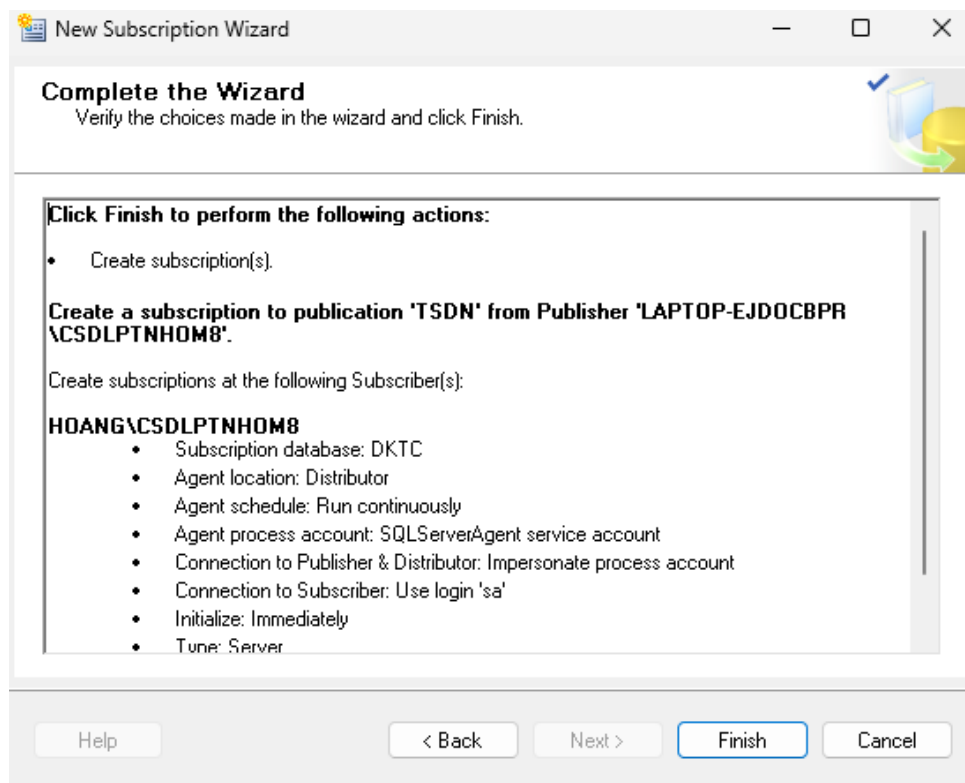 New Subscription Wizard
Complete the Wizard
Verify the choices made in the wizard and click Finish.
Click Finish to perform the following actions:
• Create subscription(s).
Create a subscription to publication 'TSDN' from Publisher 'LAPTOP-EJDOCBPR
\CSDLPTNHOM8'.
Create subscriptions at the following Subscriber(s):
HOANG\CSDLPTNHOM8
• Subscription database: DKTC
• Agent location: Distributor
• Agent schedule: Run continuously
• Agent process account: SQLServerAgent service account
• Connection to Publisher & Distributor: Impersonate process account
• Connection to Subscriber: Use login 'sa'
• Initialize: Immediately
• Type: Server
Help
< Back
Next >
Finish
Cancel